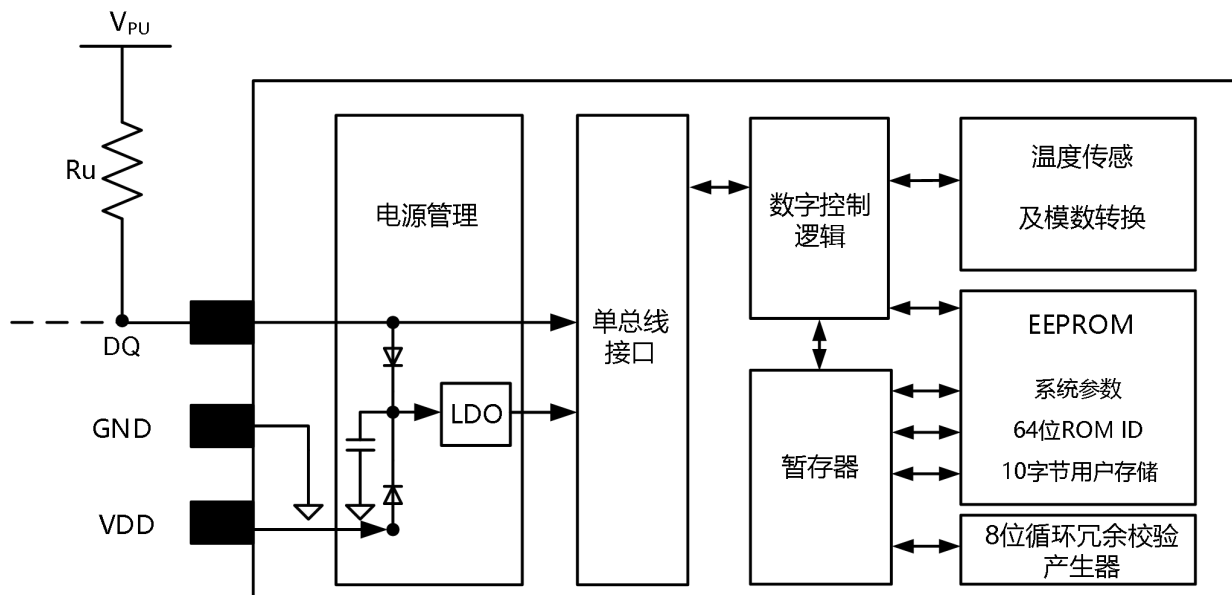 VPU
Ru
DQ
GND
VDD
电源管理
LDO
单总线
接口
数字控制
逻辑
暂存器
温度传感
及模数转换
EEPROM
系统参数
64位ROM ID
10字节用户存储
8位循环冗余校验
产生器